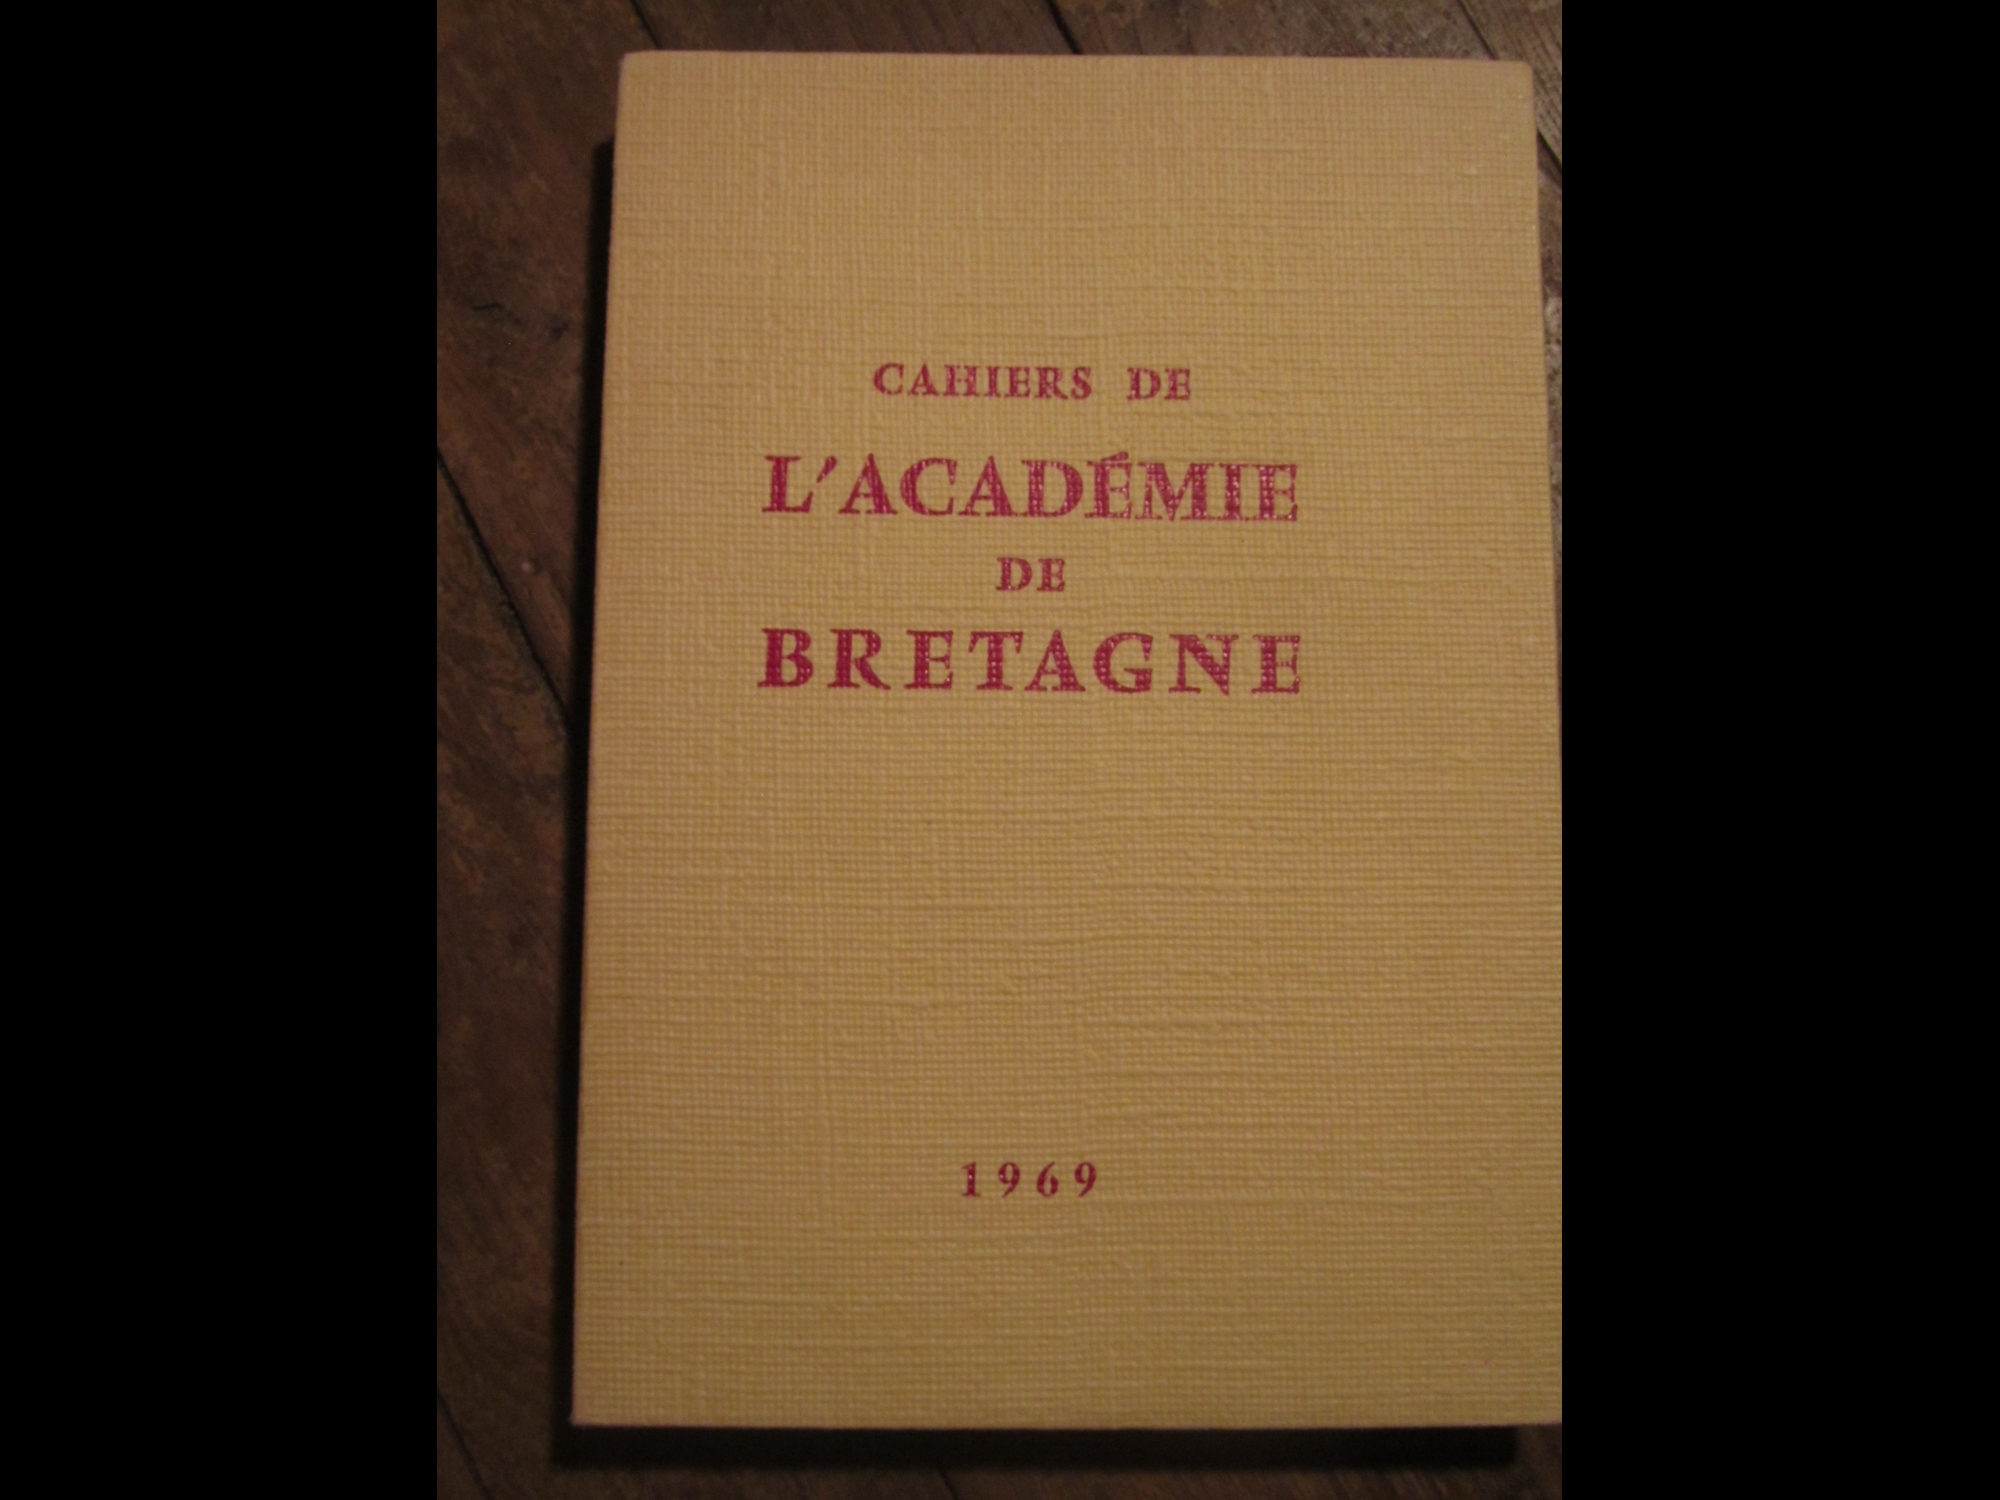 CAHIERS DE
L'ACADÉMIE
DE
BRETAGNE
1969